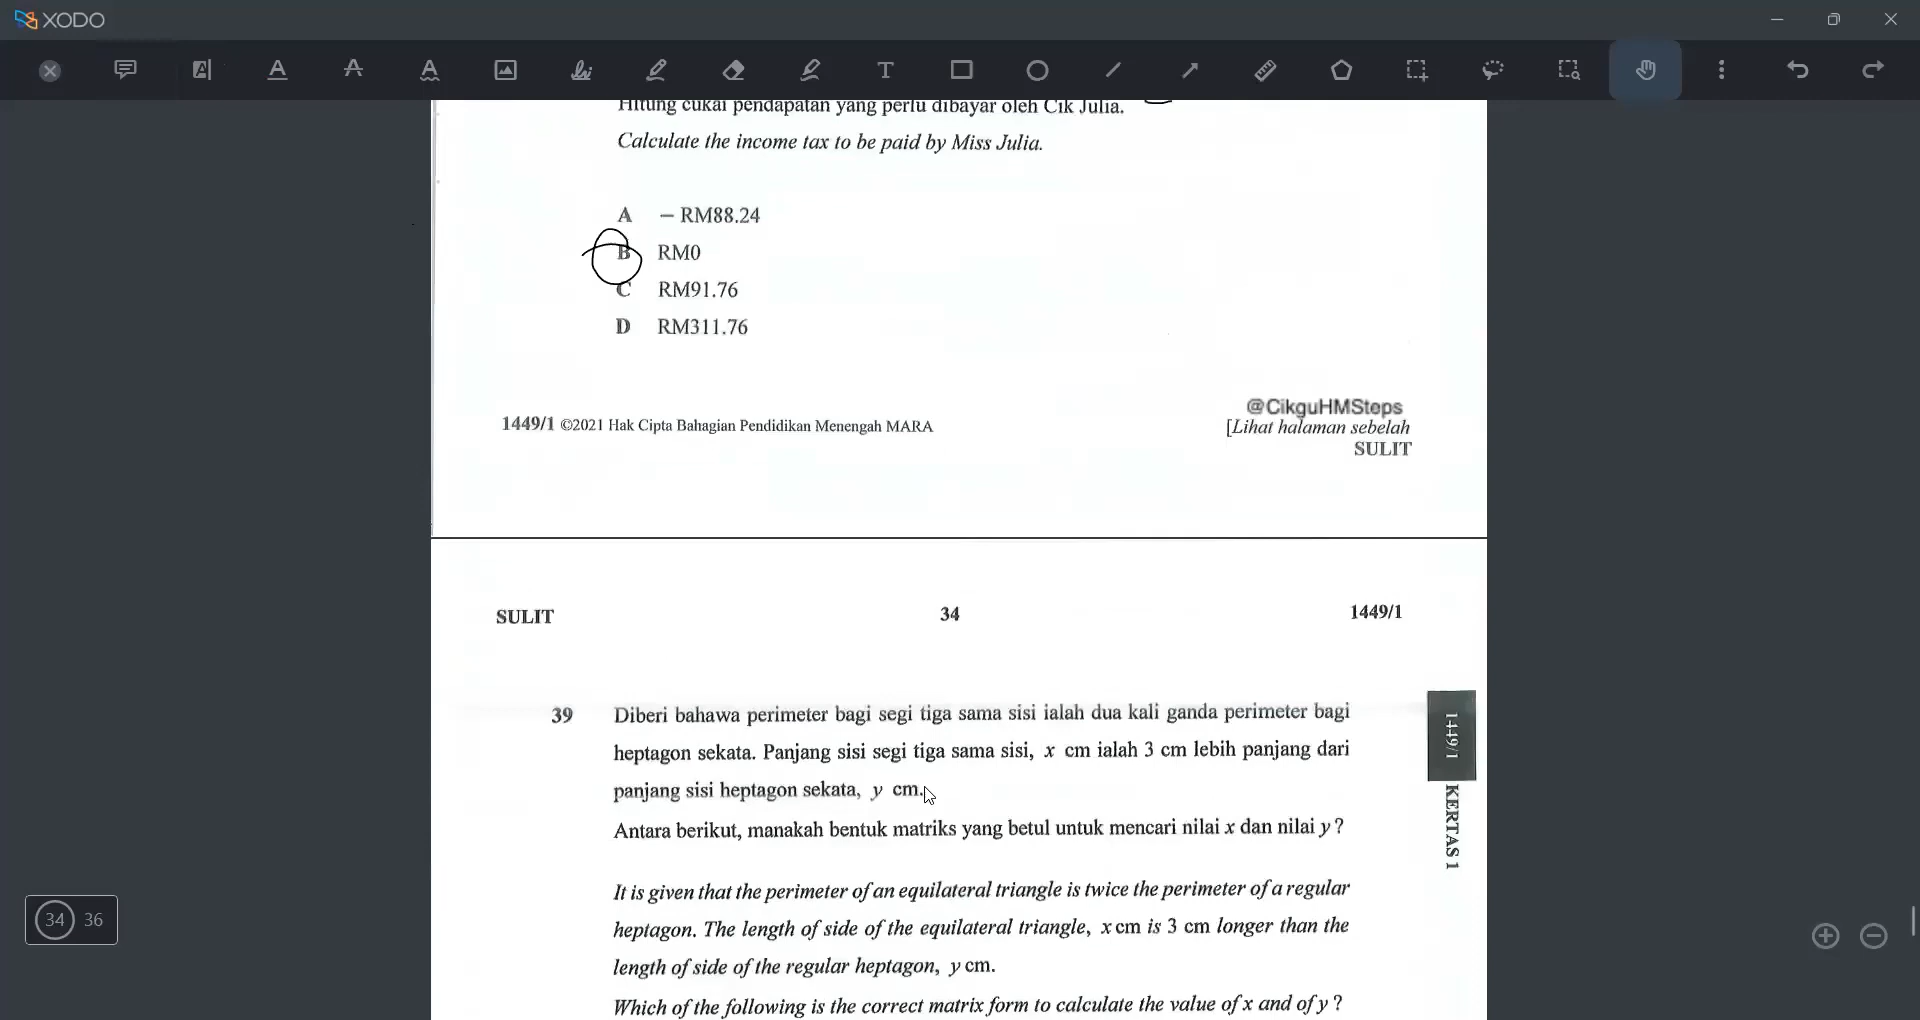 XODO
Hitung cukai pendapatan yang perlu dibayar oleh Cik Julia.
Calculate the income tax to be paid by Miss Julia.
A – RM88.24
B RM0
C RM91.76
D RM311.76
1449/1 ©2021 Hak Cipta Bahagian Pendidikan Menengah MARA
@CikguHMSteps
[Lihat halaman sebelah
SULIT
SULIT 34 1449/1
39 Diberi bahawa perimeter bagi segi tiga sama sisi ialah dua kali ganda perimeter bagi
heptagon sekata. Panjang sisi segi tiga sama sisi, x cm ialah 3 cm lebih panjang dari
panjang sisi heptagon sekata, y cm.
Antara berikut, manakah bentuk matriks yang betul untuk mencari nilai x dan nilai y ?
It is given that the perimeter of an equilateral triangle is twice the perimeter of a regular
heptagon. The length of side of the equilateral triangle, x cm is 3 cm longer than the
length of side of the regular heptagon, y cm.
Which of the following is the correct matrix form to calculate the value of x and of y ?
1449/1
KERTAS 1
34 36